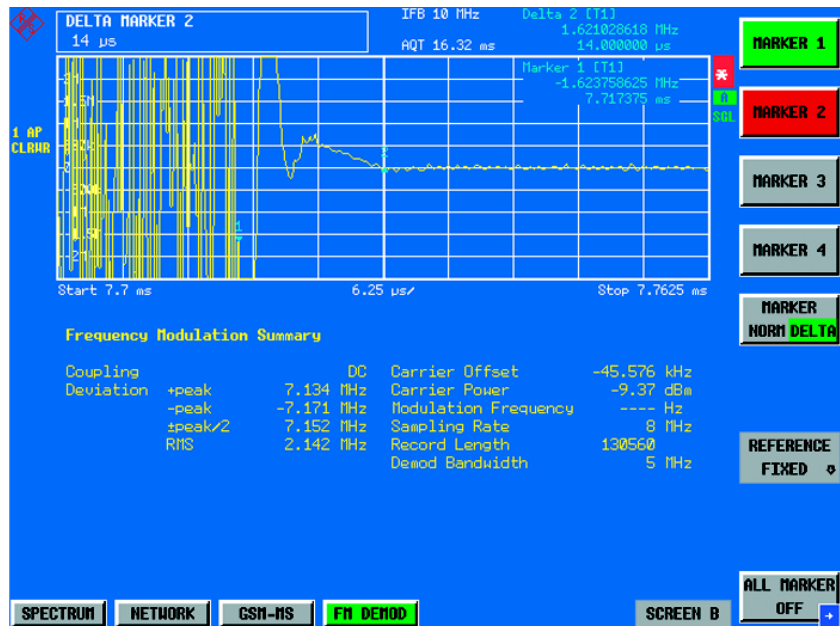 DELTA MARKER 2
14 µs
IFB 10 MHz
AQT 16.32 ms
Delta 2 [T1]
1.621028618 MHz
14.000000 µs
Marker 1 [T1]
-1.623758625 MHz
7.717375 ms
*
A
SGL
1 AP
CLRWR
2
1
Start 7.7 ms
6.25 µs/
Stop 7.7625 ms
Frequency Modulation Summary
Coupling DC
Deviation +peak 7.134 MHz
-peak -7.171 MHz
±peak/2 7.152 MHz
RMS 2.142 MHz
Carrier Offset -45.576 kHz
Carrier Power -9.37 dBm
Modulation Frequency ---- Hz
Sampling Rate 8 MHz
Record Length 130560
Demod Bandwidth 5 MHz
MARKER 1
MARKER 2
MARKER 3
MARKER 4
MARKER
NORM DELTA
REFERENCE
FIXED
ALL MARKER
OFF
SPECTRUM
NETWORK
GSM-MS
FM DEMOD
SCREEN B